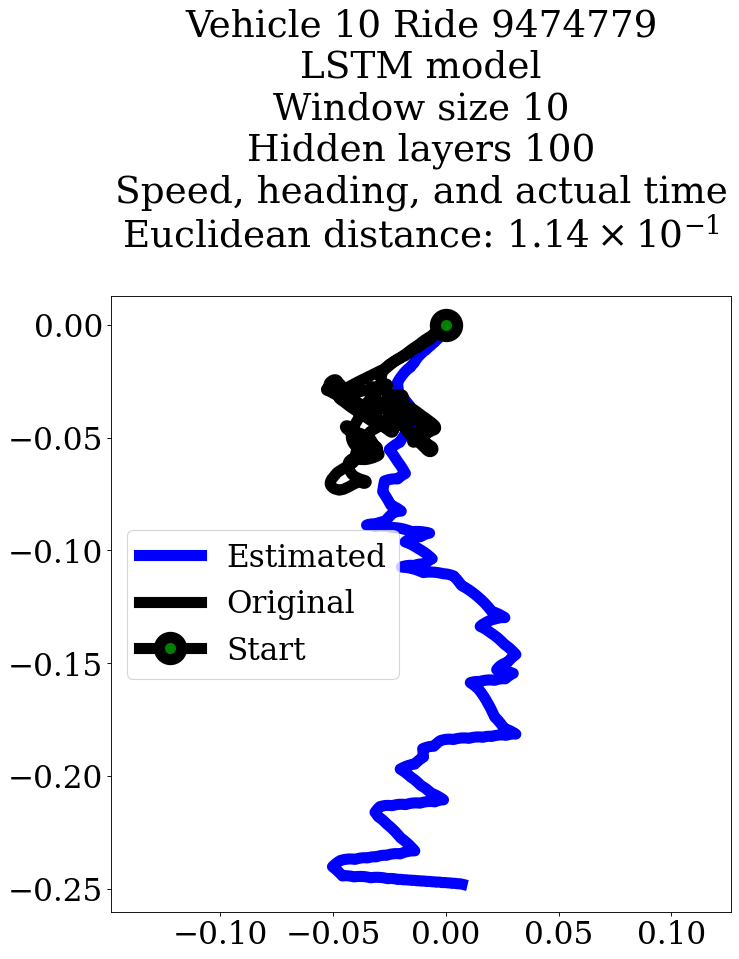 Vehicle 10 Ride 9474779
LSTM model
Window size 10
Hidden layers 100
Speed, heading, and actual time
Euclidean distance: 1.14 × 10⁻¹
0.00
−0.05
−0.10
−0.15
−0.20
−0.25
Estimated
Original
Start
−0.10 −0.05 0.00 0.05 0.10